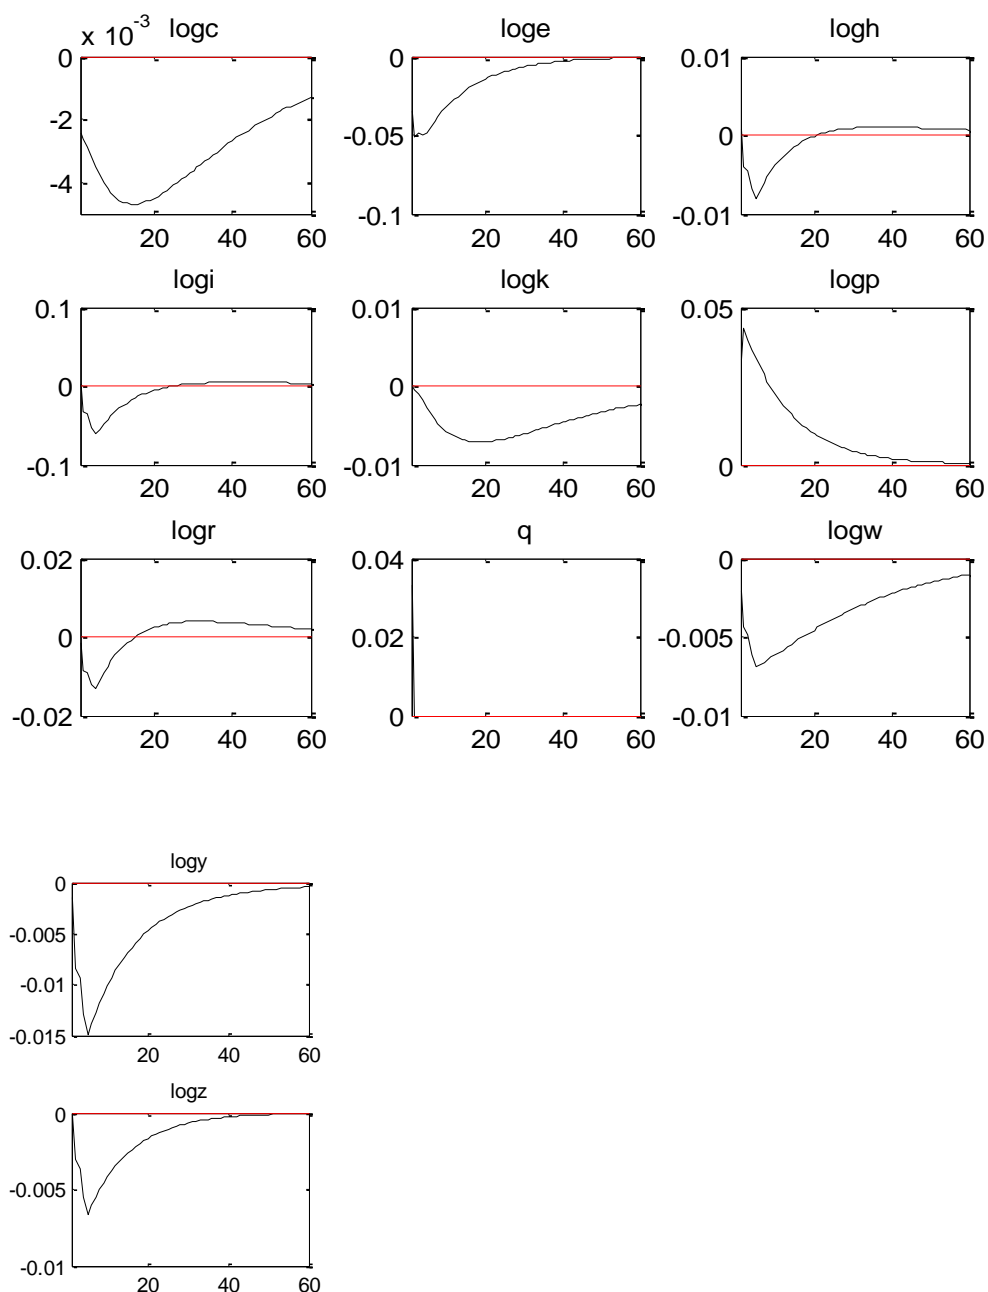 x 10^-3 logc loge logh
0 0 0.01
-2 -0.05 0
-4 -0.1 -0.01
20 40 60 20 40 60 20 40 60
logi logk logp
0.1 0.01 0.05
0 0
-0.1 -0.01 0
20 40 60 20 40 60 20 40 60
logr q logw
0.02 0.04 0
0 0.02 -0.005
-0.02 0 -0.01
20 40 60 20 40 60 20 40 60
logy
0
-0.005
-0.01
-0.015
20 40 60
logz
0
-0.005
-0.01
20 40 60